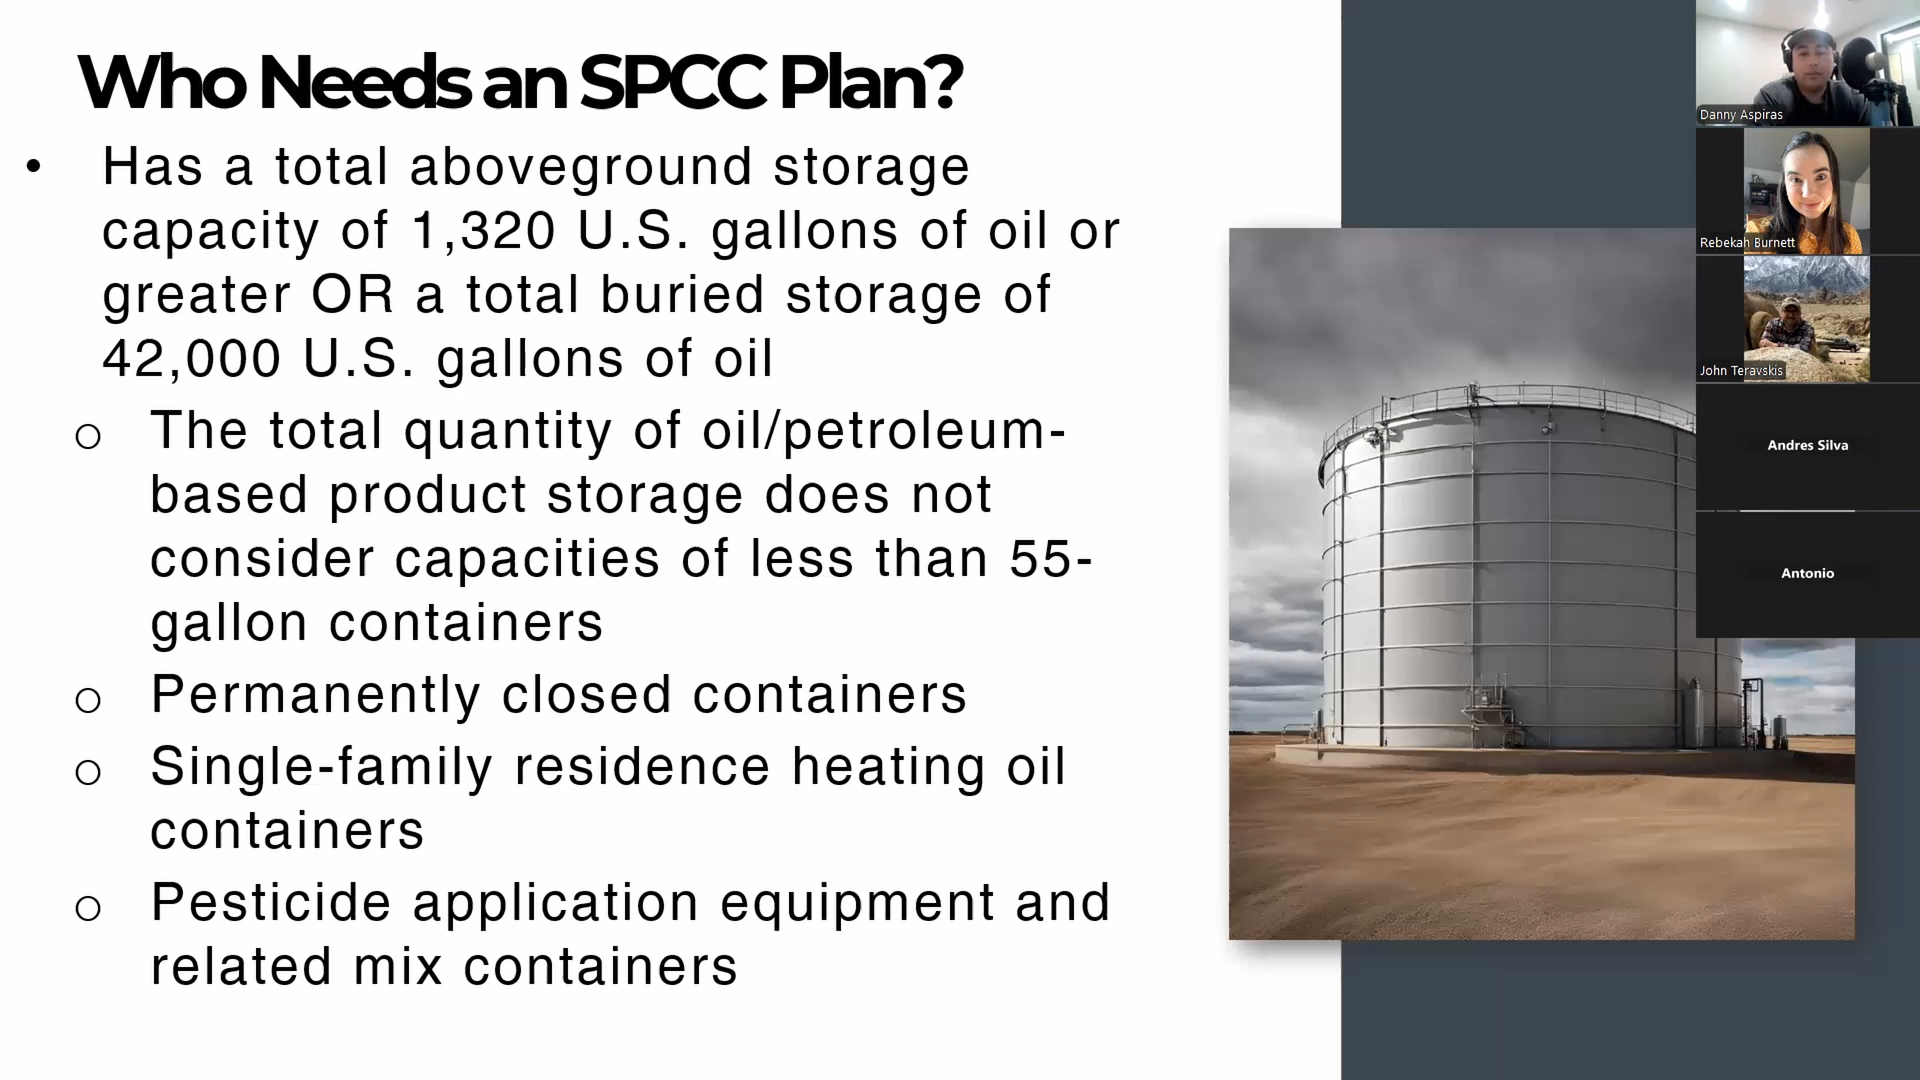 Who Needs an SPCC Plan?
• Has a total aboveground storage
capacity of 1,320 U.S. gallons of oil or
greater OR a total buried storage of
42,000 U.S. gallons of oil
o The total quantity of oil/petroleum-
based product storage does not
consider capacities of less than 55-
gallon containers
o Permanently closed containers
o Single-family residence heating oil
containers
o Pesticide application equipment and
related mix containers
Danny Aspiras
Rebekah Burnett
John Teravskis
Andres Silva
Antonio